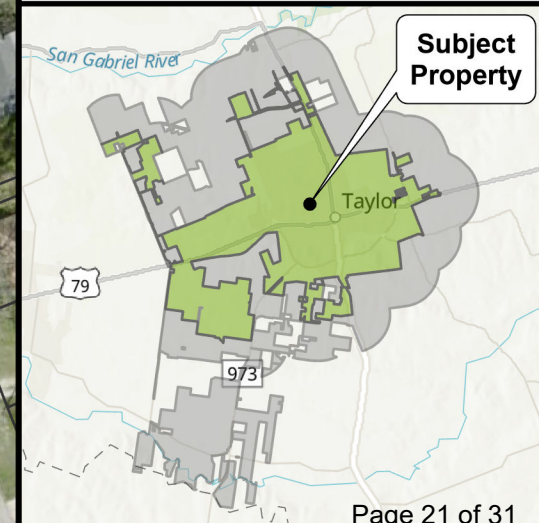 Subject
Property
San Gabriel River
Taylor
79
973
Page 21 of 31